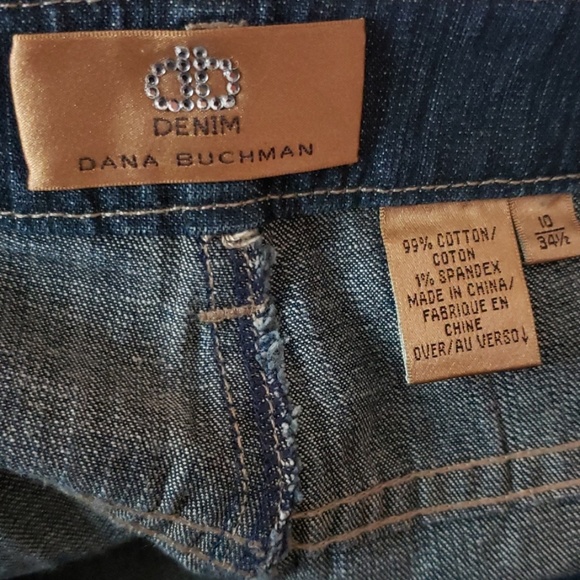 db
DENIM
DANA BUCHMAN
99% COTTON/
COTON
1% SPANDEX
MADE IN CHINA/
FABRIQUE EN
CHINE
OVER/AU VERSO↓
10
34½